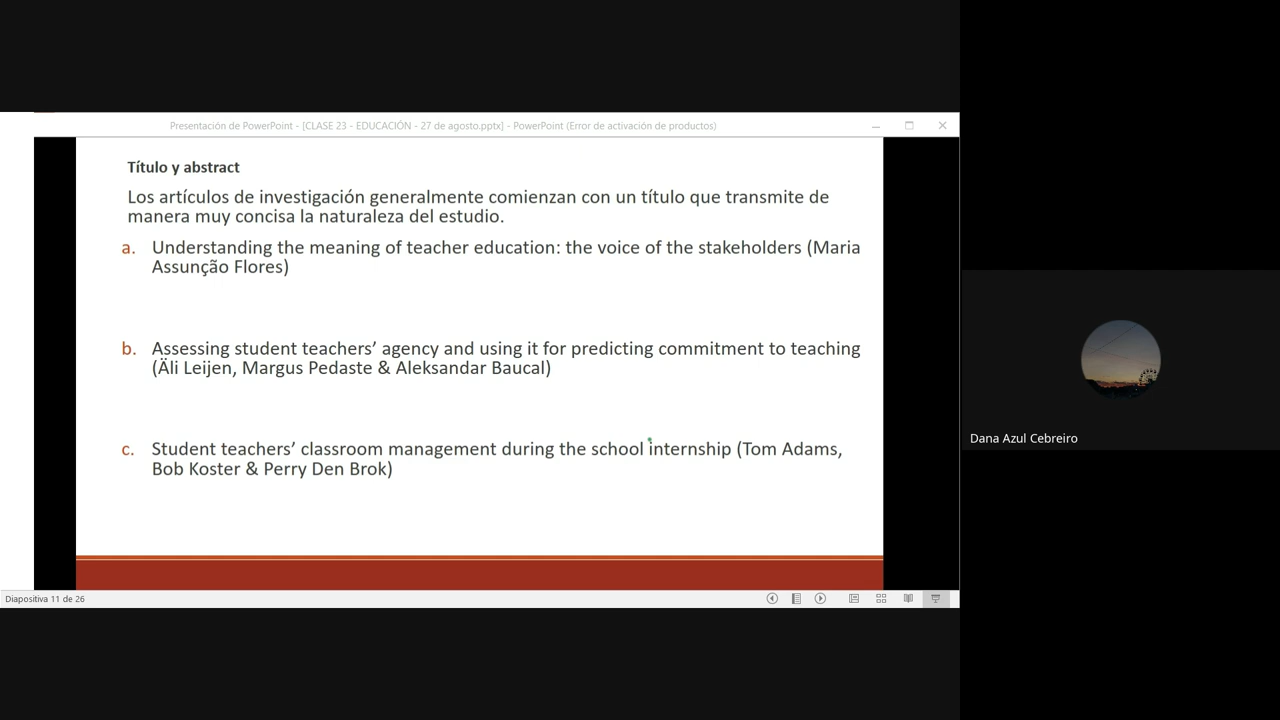 Presentación de PowerPoint - [CLASE 23 - EDUCACIÓN - 27 de agosto.pptx] - PowerPoint (Error de activación de productos)
Título y abstract
Los artículos de investigación generalmente comienzan con un título que transmite de
manera muy concisa la naturaleza del estudio.
a. Understanding the meaning of teacher education: the voice of the stakeholders (Maria
Assunção Flores)
b. Assessing student teachers’ agency and using it for predicting commitment to teaching
(Äli Leijen, Margus Pedaste & Aleksandar Baucal)
c. Student teachers’ classroom management during the school internship (Tom Adams,
Bob Koster & Perry Den Brok)
Dana Azul Cebreiro
Diapositiva 11 de 26